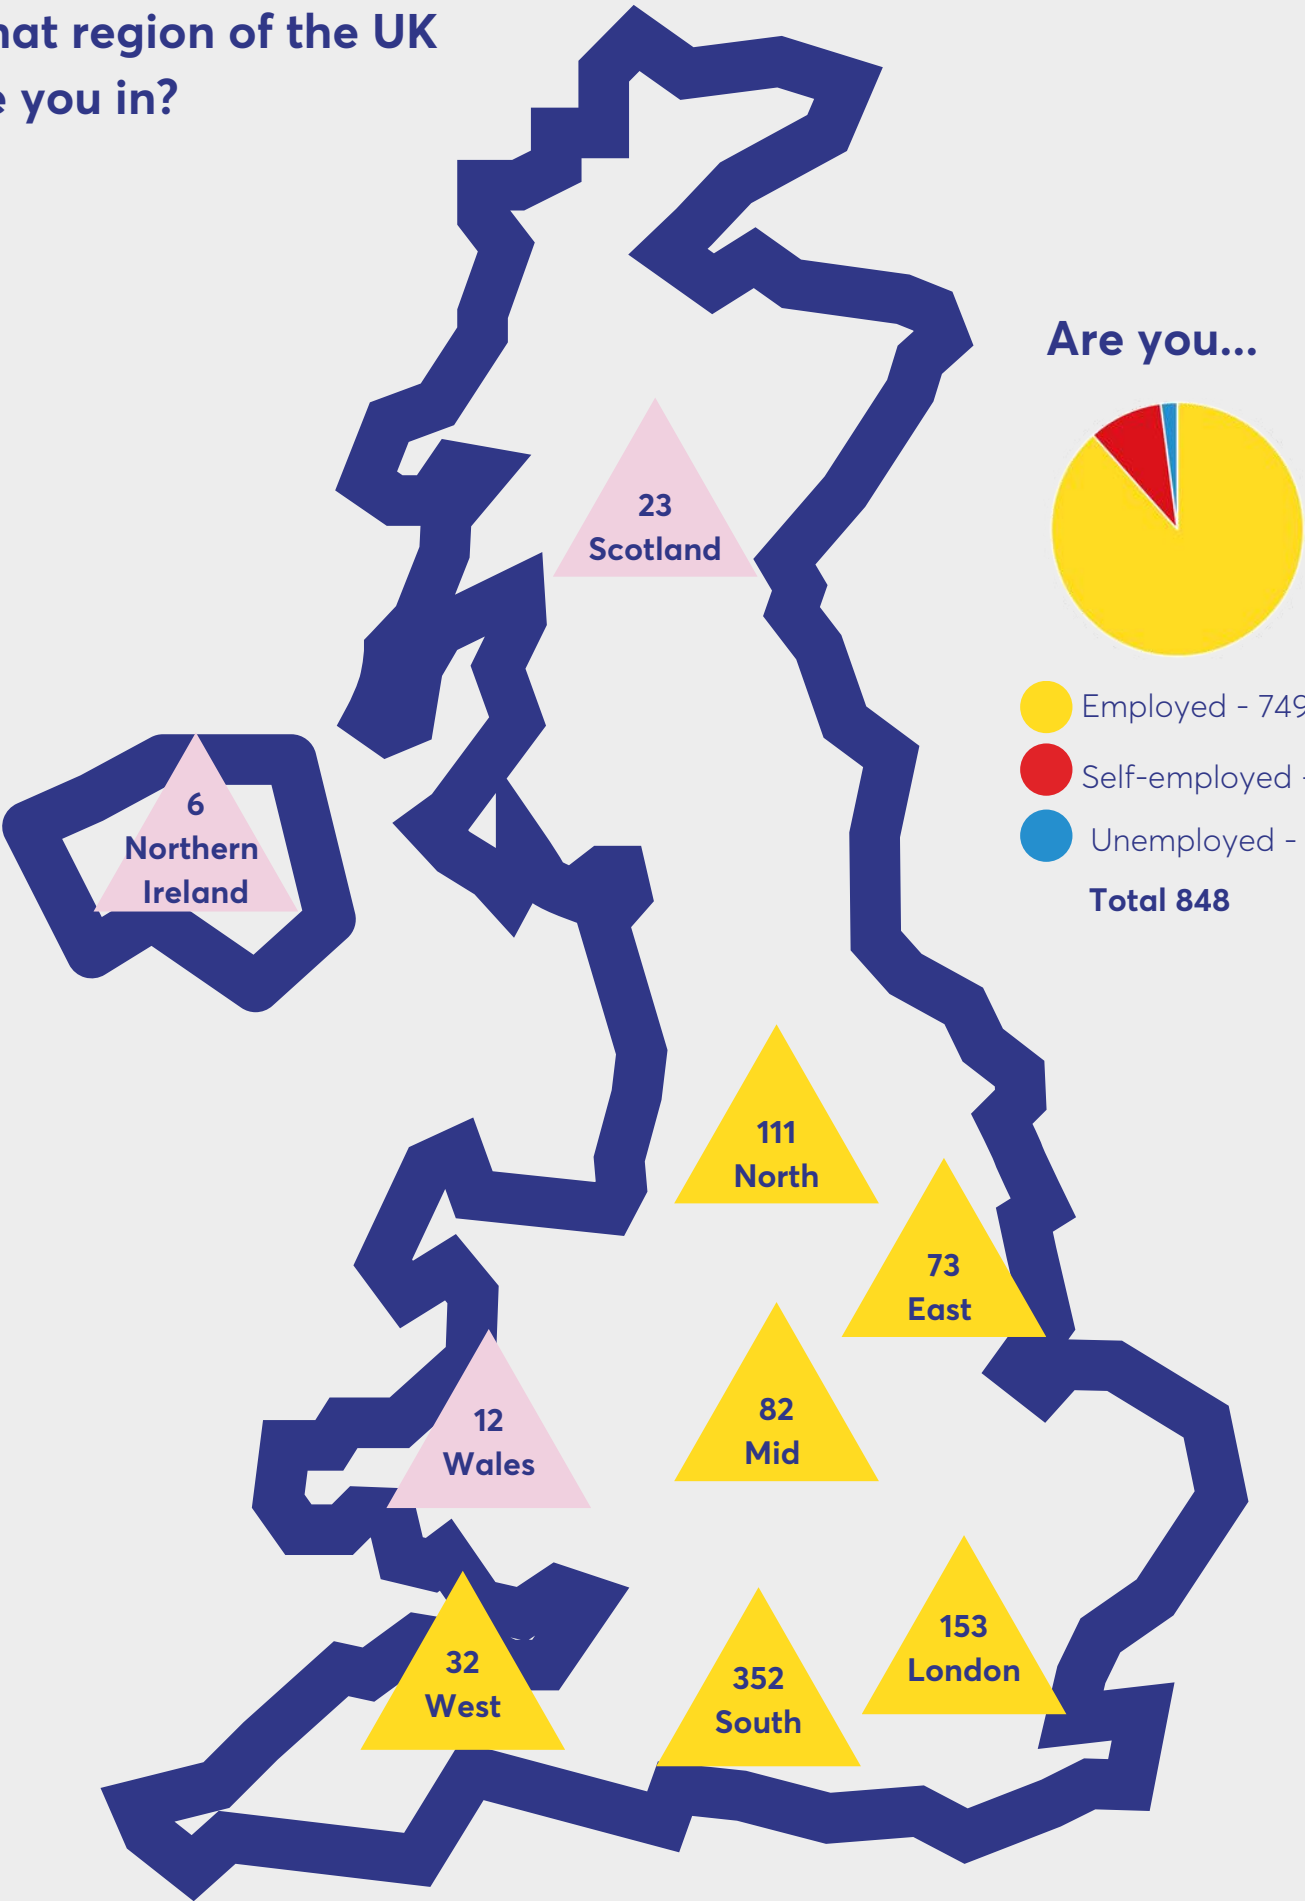 hat region of the UK
e you in?
Are you...
23
Scotland
Employed - 749
Self-employed -
6
Northern
Ireland
Unemployed -
Total 848
111
North
73
East
82
Mid
12
Wales
153
London
32
West
352
South